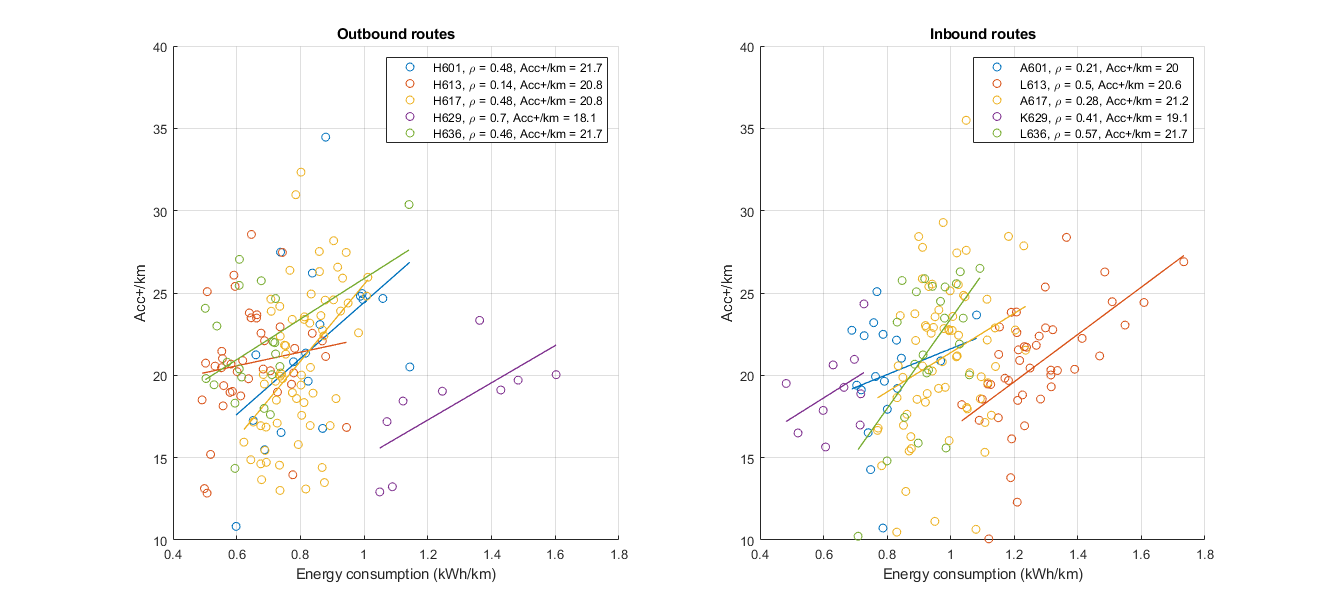 Outbound routes
H601, ρ = 0.48, Acc+/km = 21.7
H613, ρ = 0.14, Acc+/km = 20.8
H617, ρ = 0.48, Acc+/km = 20.8
H629, ρ = 0.7, Acc+/km = 18.1
H636, ρ = 0.46, Acc+/km = 21.7
40
35
30
25
20
15
10
Acc+/km
0.4 0.6 0.8 1 1.2 1.4 1.6 1.8
Energy consumption (kWh/km)
Inbound routes
A601, ρ = 0.21, Acc+/km = 20
L613, ρ = 0.5, Acc+/km = 20.6
A617, ρ = 0.28, Acc+/km = 21.2
K629, ρ = 0.41, Acc+/km = 19.1
L636, ρ = 0.57, Acc+/km = 21.7
40
35
30
25
20
15
10
Acc+/km
0.4 0.6 0.8 1 1.2 1.4 1.6 1.8
Energy consumption (kWh/km)